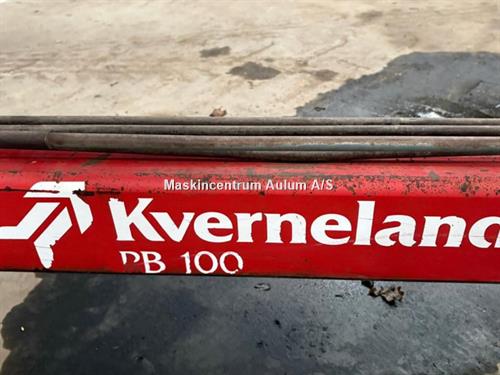 Maskincentrum Aulum A/S
Kverneland
PB 100